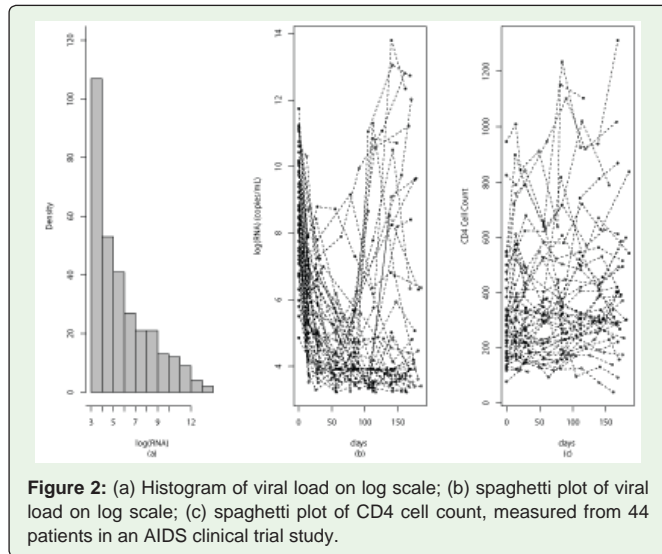 120
100
80
60
40
20
0
Density
3 5 7 9 12
log(RNA)
(a)
14
12
10
8
6
4
log(RNA) (copies/mL)
0 50 100 150
days
(b)
1200
1000
800
600
400
200
0
CD4 Cell Count
0 50 100 150
days
(c)
Figure 2: (a) Histogram of viral load on log scale; (b) spaghetti plot of viral
load on log scale; (c) spaghetti plot of CD4 cell count, measured from 44
patients in an AIDS clinical trial study.